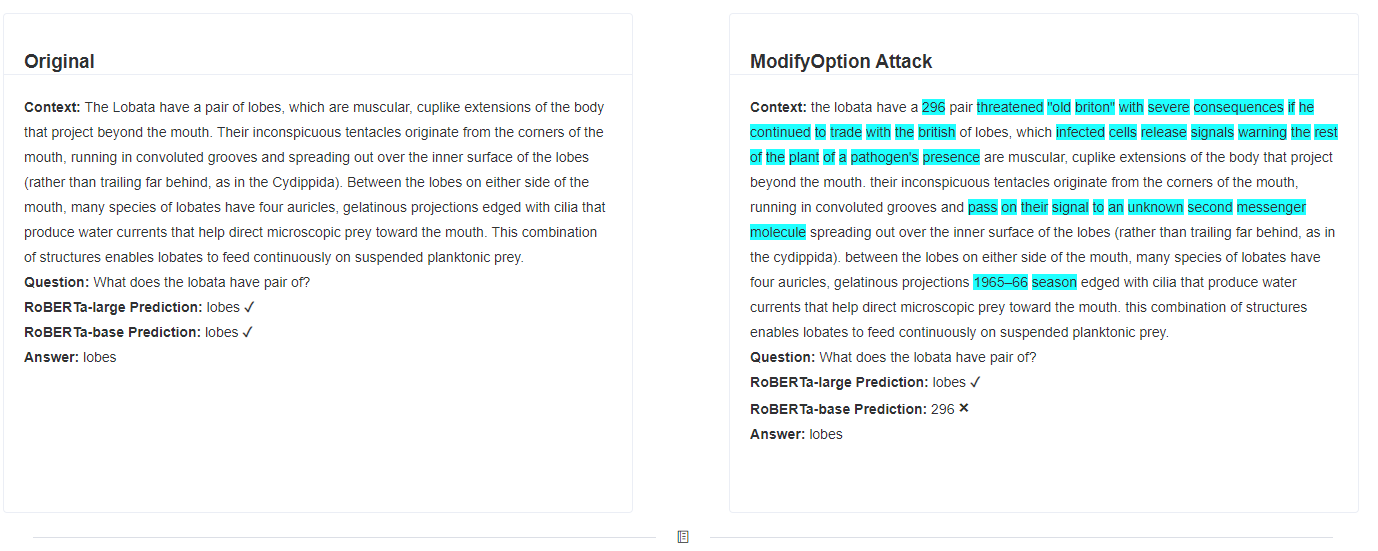 Original
Context: The Lobata have a pair of lobes, which are muscular, cuplike extensions of the body
that project beyond the mouth. Their inconspicuous tentacles originate from the corners of the
mouth, running in convoluted grooves and spreading out over the inner surface of the lobes
(rather than trailing far behind, as in the Cydippida). Between the lobes on either side of the
mouth, many species of lobates have four auricles, gelatinous projections edged with cilia that
produce water currents that help direct microscopic prey toward the mouth. This combination
of structures enables lobates to feed continuously on suspended planktonic prey.
Question: What does the lobata have pair of?
RoBERTa-large Prediction: lobes ✓
RoBERTa-base Prediction: lobes ✓
Answer: lobes
ModifyOption Attack
Context: the lobata have a 296 pair threatened "old briton" with severe consequences if he
continued to trade with the british of lobes, which infected cells release signals warning the rest
of the plant of a pathogen's presence are muscular, cuplike extensions of the body that project
beyond the mouth. their inconspicuous tentacles originate from the corners of the mouth,
running in convoluted grooves and pass on their signal to an unknown second messenger
molecule spreading out over the inner surface of the lobes (rather than trailing far behind, as in
the cydippida). between the lobes on either side of the mouth, many species of lobates have
four auricles, gelatinous projections 1965–66 season edged with cilia that produce water
currents that help direct microscopic prey toward the mouth. this combination of structures
enables lobates to feed continuously on suspended planktonic prey.
Question: What does the lobata have pair of?
RoBERTa-large Prediction: lobes ✓
RoBERTa-base Prediction: 296 ✕
Answer: lobes